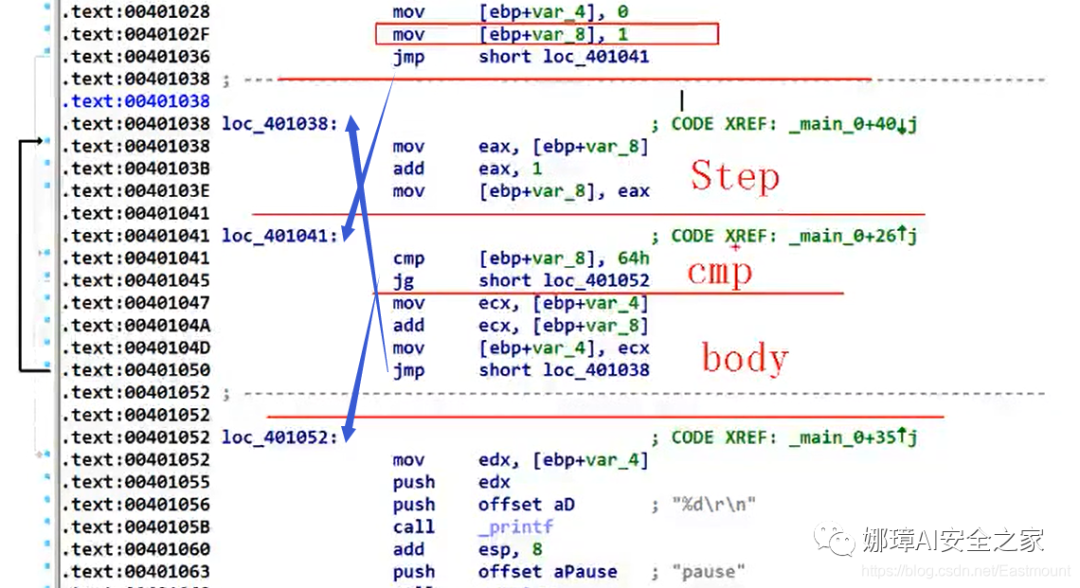 .text:00401028 mov [ebp+var_4], 0
.text:0040102F mov [ebp+var_8], 1
.text:00401036 jmp short loc_401041
.text:00401038 ; ---------------------------------------------------------------------------
.text:00401038
.text:00401038 loc_401038: ; CODE XREF: _main_0+40↓j
.text:00401038 mov eax, [ebp+var_8]
.text:0040103B add eax, 1
.text:0040103E mov [ebp+var_8], eax
Step
.text:00401041
.text:00401041 loc_401041: ; CODE XREF: _main_0+26↑j
.text:00401041 cmp [ebp+var_8], 64h
.text:00401045 jg short loc_401052
cmp
.text:00401047 mov ecx, [ebp+var_4]
.text:0040104A add ecx, [ebp+var_8]
.text:0040104D mov [ebp+var_4], ecx
.text:00401050 jmp short loc_401038
body
.text:00401052 ; ---------------------------------------------------------------------------
.text:00401052
.text:00401052 loc_401052: ; CODE XREF: _main_0+35↑j
.text:00401052 mov edx, [ebp+var_4]
.text:00401055 push edx
.text:00401056 push offset aD ; "%d\r\n"
.text:0040105B call _printf
.text:00401060 add esp, 8
.text:00401063 push offset aPause ; "pause"
娜璋AI安全之家
https://blog.csdn.net/Eastmount